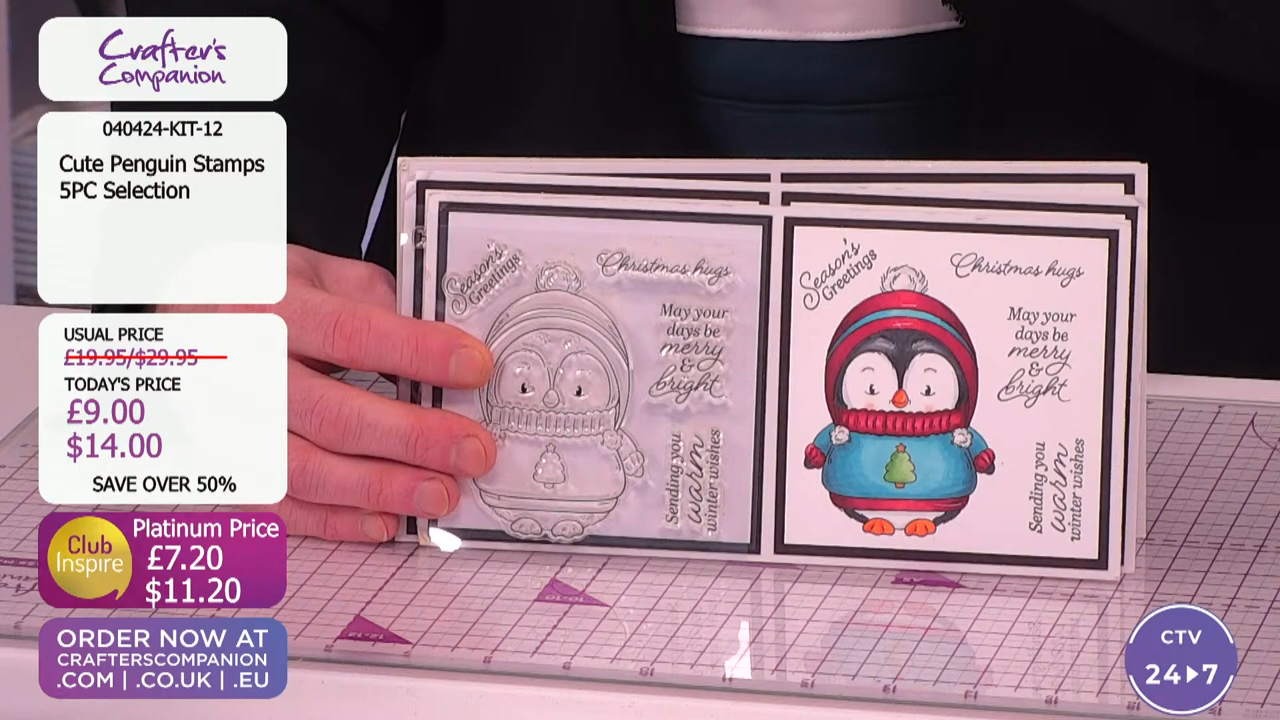 Crafter's
Companion
040424-KIT-12
Cute Penguin Stamps
5PC Selection
USUAL PRICE
£19.95/$29.95
TODAY'S PRICE
£9.00
$14.00
SAVE OVER 50%
Club
Inspire
Platinum Price
£7.20
$11.20
ORDER NOW AT
CRAFTERSCOMPANION
.COM | .CO.UK | .EU
Season's
Greetings
Christmas hugs
May your
days be
merry
&
bright
Sending you
warm
winter wishes
Season's
Greetings
Christmas hugs
May your
days be
merry
&
bright
Sending you
warm
winter wishes
CTV
24▶7